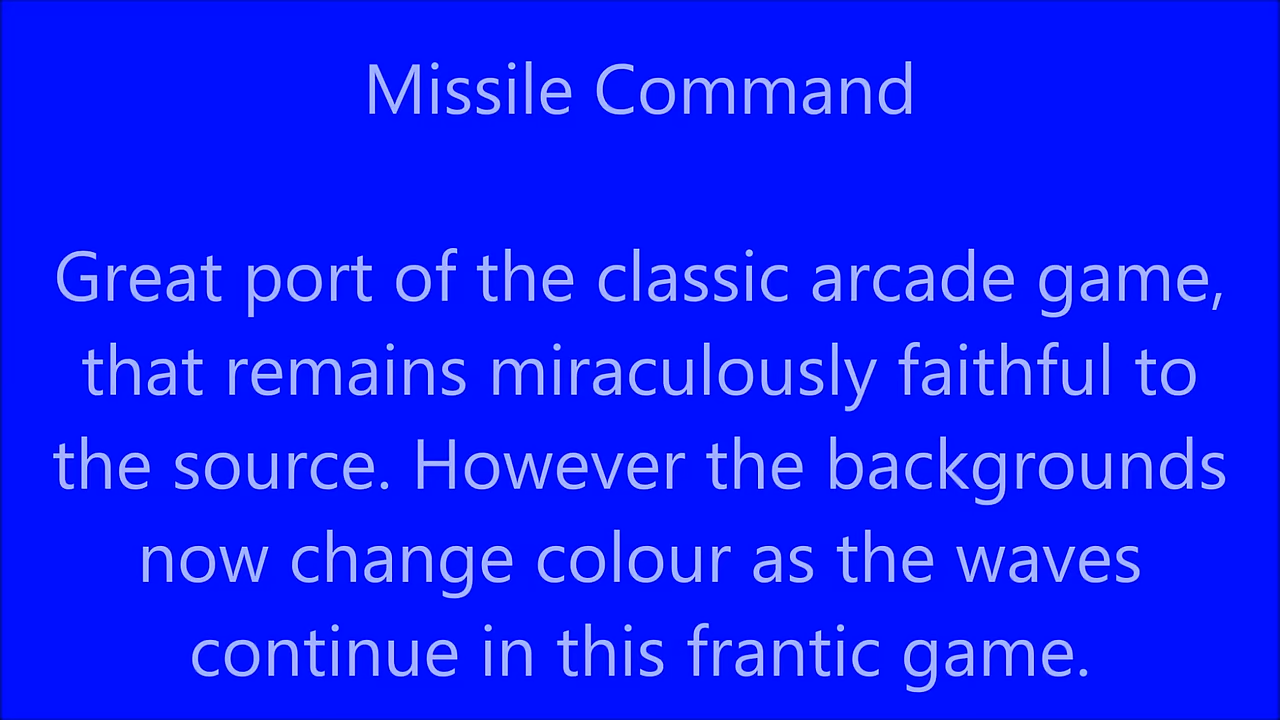 Missile Command
Great port of the classic arcade game,
that remains miraculously faithful to
the source. However the backgrounds
now change colour as the waves
continue in this frantic game.